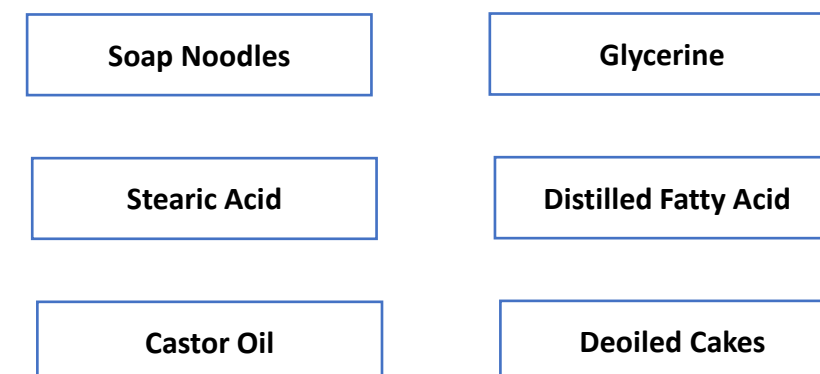 Soap Noodles
Glycerine
Stearic Acid
Distilled Fatty Acid
Castor Oil
Deoiled Cakes